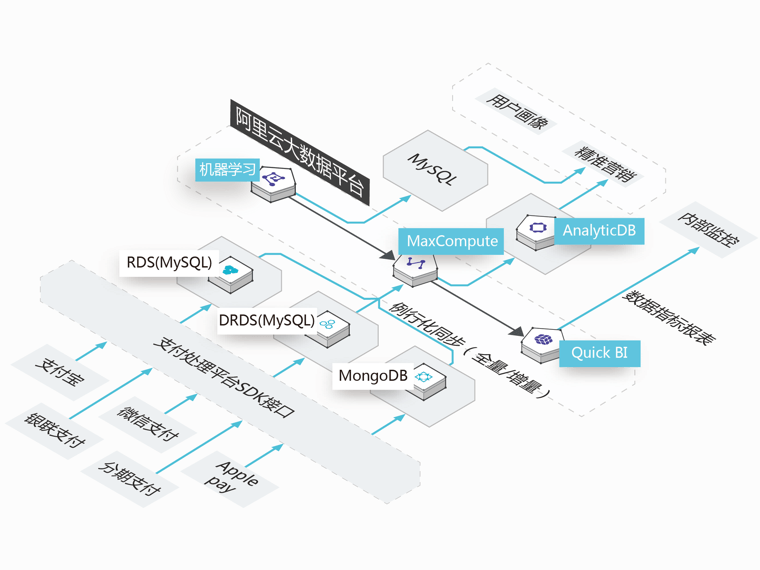 用户画像
精准营销
阿里云大数据平台
MySQL
机器学习
内部监控
AnalyticDB
MaxCompute
RDS(MySQL)
DRDS(MySQL)
例行化同步（全量/增量）
数据指标报表
Quick BI
MongoDB
支付处理平台SDK接口
支付宝
银联支付
微信支付
分期支付
Apple
pay